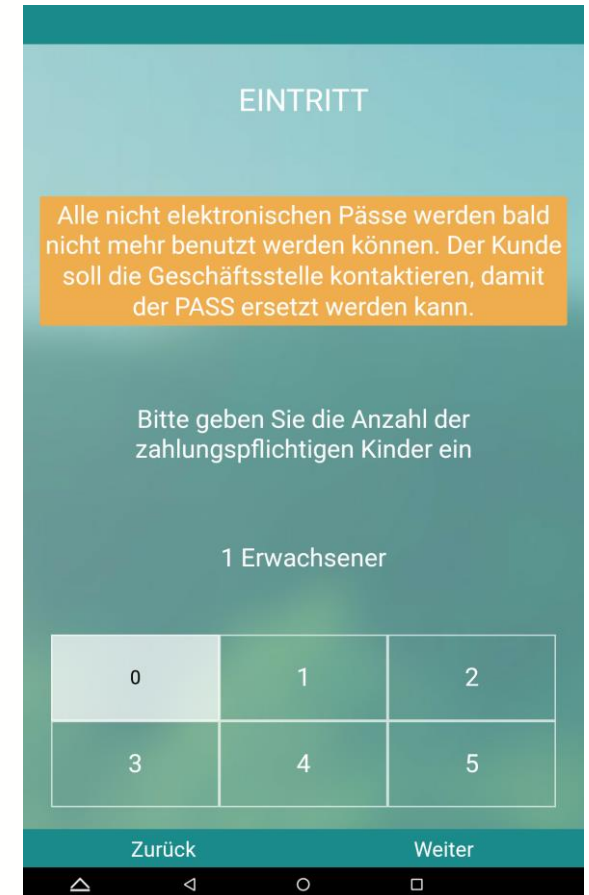 EINTRITT
Alle nicht elektronischen Pässe werden bald
nicht mehr benutzt werden können. Der Kunde
soll die Geschäftsstelle kontaktieren, damit
der PASS ersetzt werden kann.
Bitte geben Sie die Anzahl der
zahlungspflichtigen Kinder ein
1 Erwachsener
0 1 2
3 4 5
Zurück Weiter